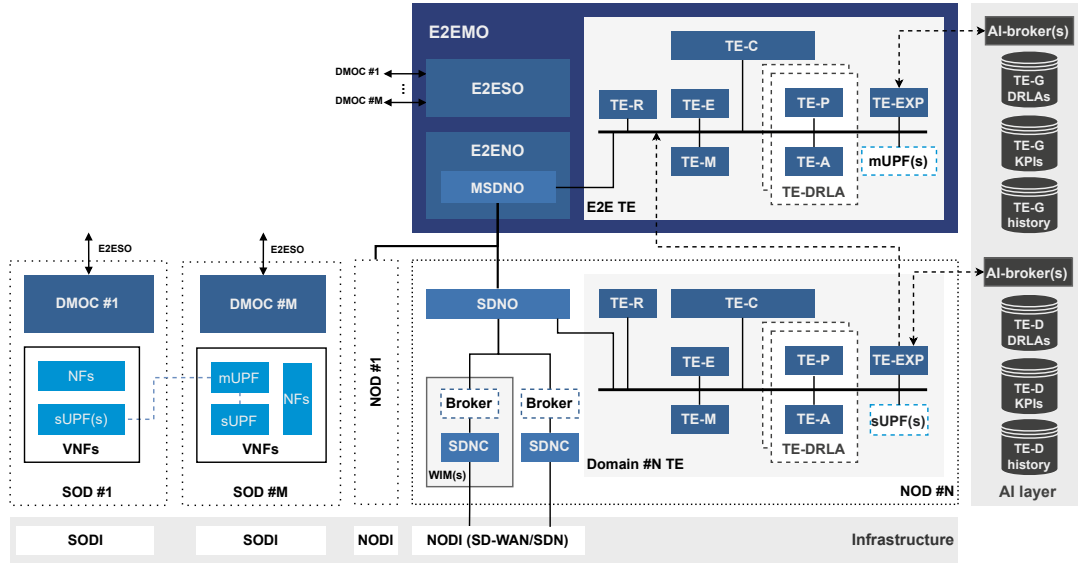 E2EMO
E2ESO
DMOC #1
⋮
DMOC #M
E2ENO
MSDNO
TE-C
TE-R
TE-E
TE-P
TE-EXP
TE-M
TE-A
mUPF(s)
TE-DRLA
E2E TE
AI-broker(s)
TE-G
DRLAs
TE-G
KPIs
TE-G
history
E2ESO
E2ESO
DMOC #1
NFs
sUPF(s)
VNFs
SOD #1
DMOC #M
mUPF
sUPF
NFs
VNFs
SOD #M
NOD #1
SDNO
Broker
Broker
SDNC
SDNC
WIM(s)
TE-R
TE-C
TE-E
TE-P
TE-EXP
TE-M
TE-A
sUPF(s)
TE-DRLA
Domain #N TE
NOD #N
AI-broker(s)
TE-D
DRLAs
TE-D
KPIs
TE-D
history
AI layer
SODI
SODI
NODI
NODI (SD-WAN/SDN)
Infrastructure